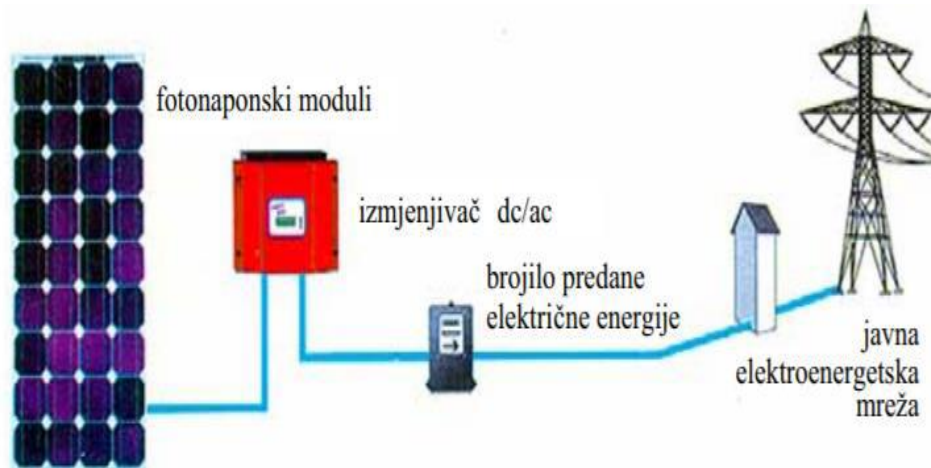 fotonaponski moduli
izmjenjivač dc/ac
brojilo predane
električne energije
javna
elektroenergetska
mreža